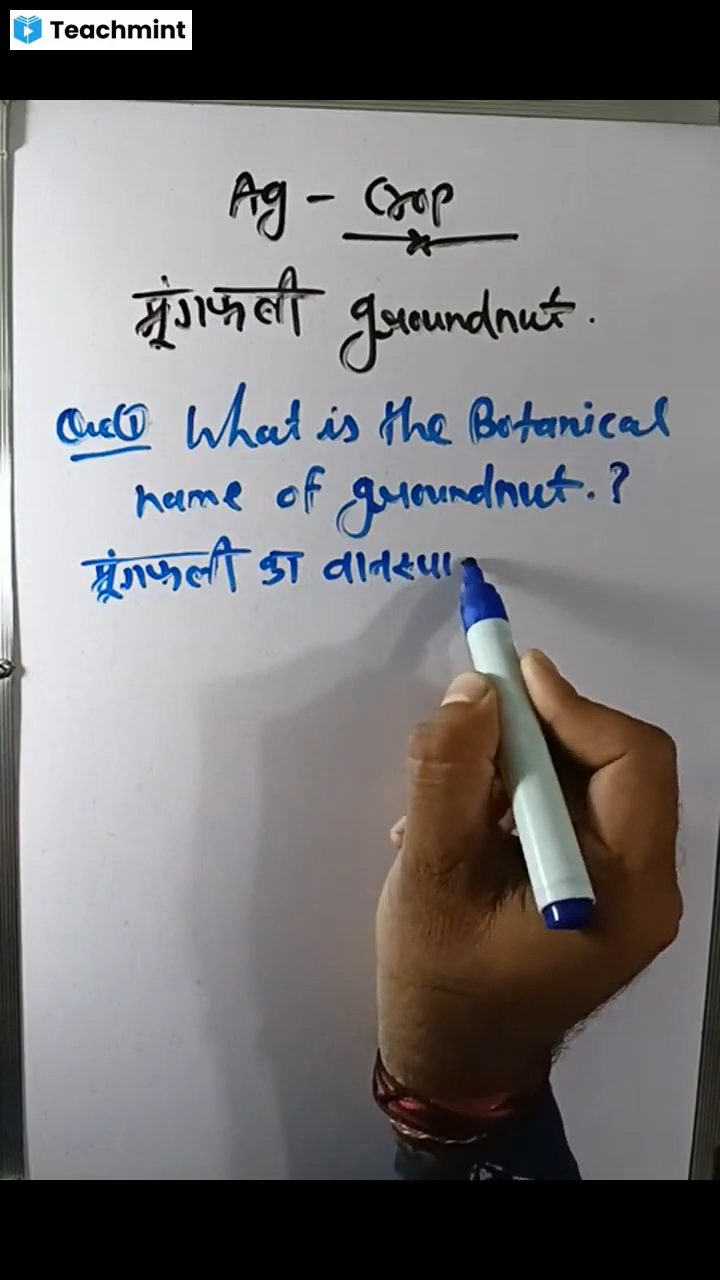 Teachmint
Ag - Crop
मूंगफली groundnut.
Que① What is the Botanical
name of groundnut.?
मूंगफली का वानस्पा